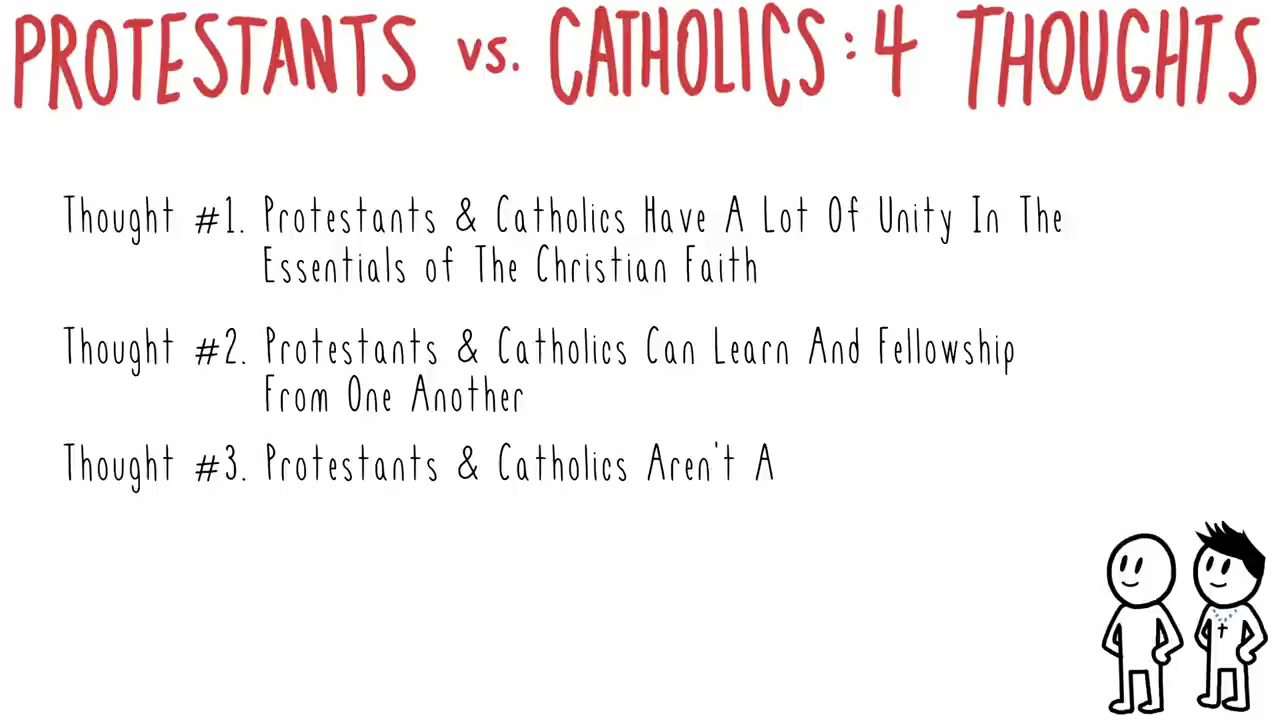 PROTESTANTS vs. CATHOLICS: 4 THOUGHTS
Thought #1. Protestants & Catholics Have A Lot Of Unity In The
Essentials of The Christian Faith
Thought #2. Protestants & Catholics Can Learn And Fellowship
From One Another
Thought #3. Protestants & Catholics Aren't A